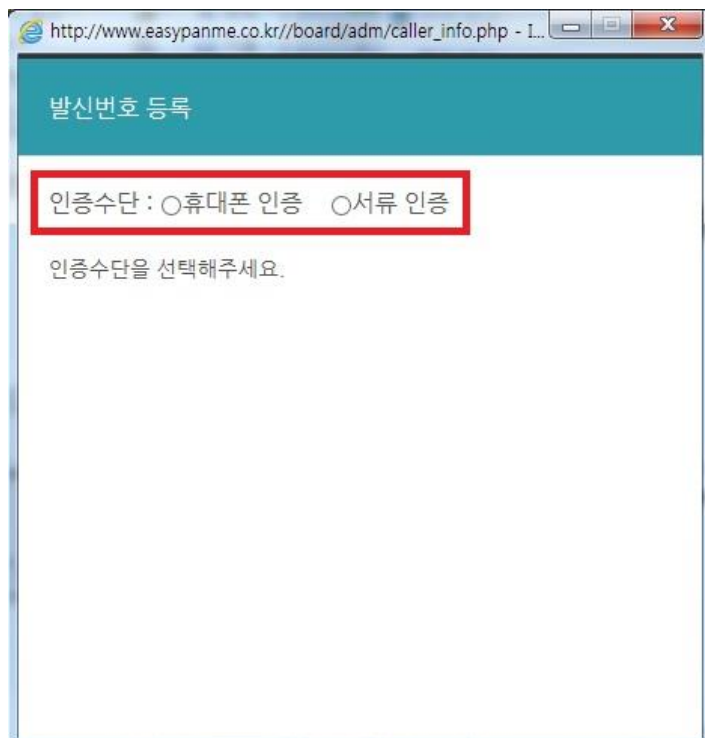 http://www.easypanme.co.kr//board/adm/caller_info.php - I...
발신번호 등록
인증수단 : ○휴대폰 인증 ○서류 인증
인증수단을 선택해주세요.